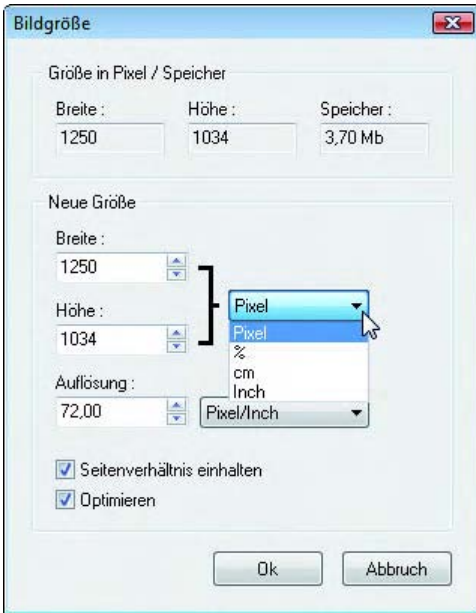 Bildgröße
Größe in Pixel / Speicher
Breite :
Höhe :
Speicher :
1250
1034
3,70 Mb
Neue Größe
Breite :
1250
Pixel
Höhe :
1034
Pixel
%
cm
Inch
Auflösung :
72,00
Pixel/Inch
Seitenverhältnis einhalten
Optimieren
Ok
Abbruch